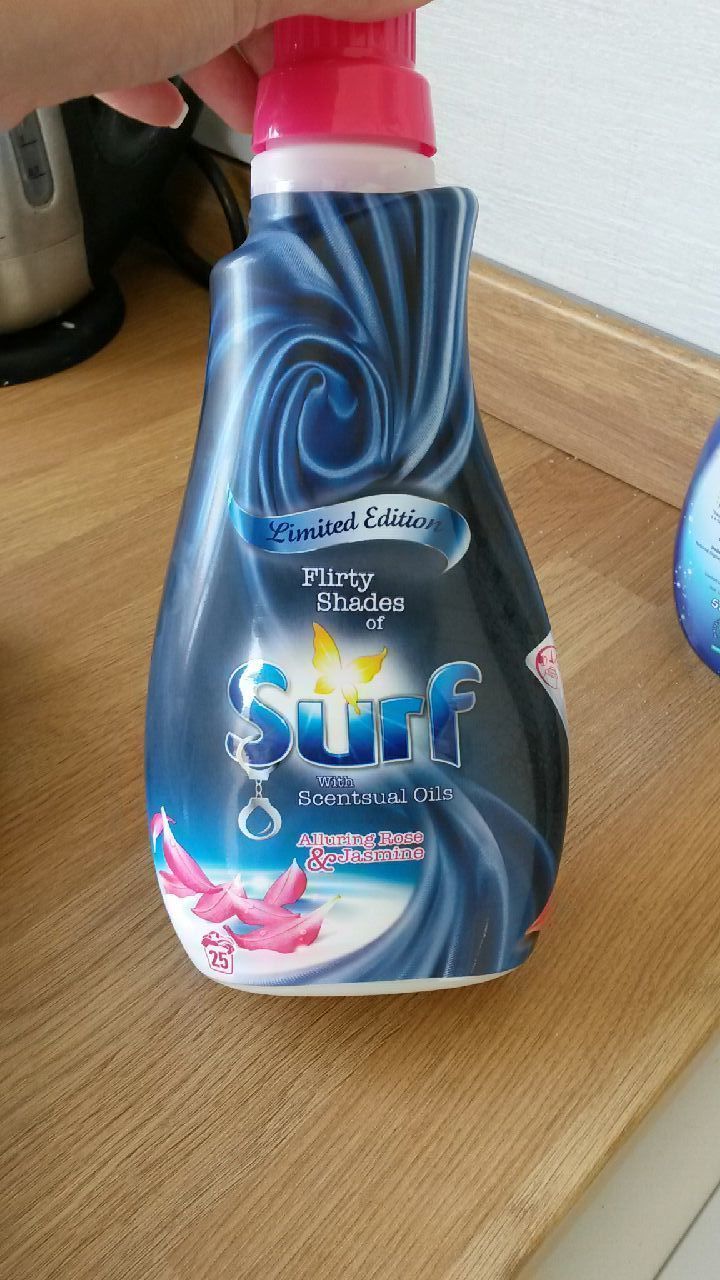 Limited Edition
Flirty
Shades
of
Surf
With
Scentsual Oils
Alluring Rose
& Jasmine
25